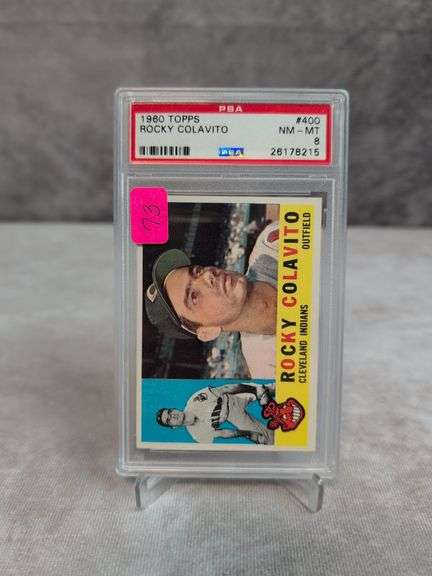 PSA
1960 TOPPS #400
ROCKY COLAVITO NM - MT
8
PSA 26178215
73
ROCKY COLAVITO
CLEVELAND INDIANS OUTFIELD